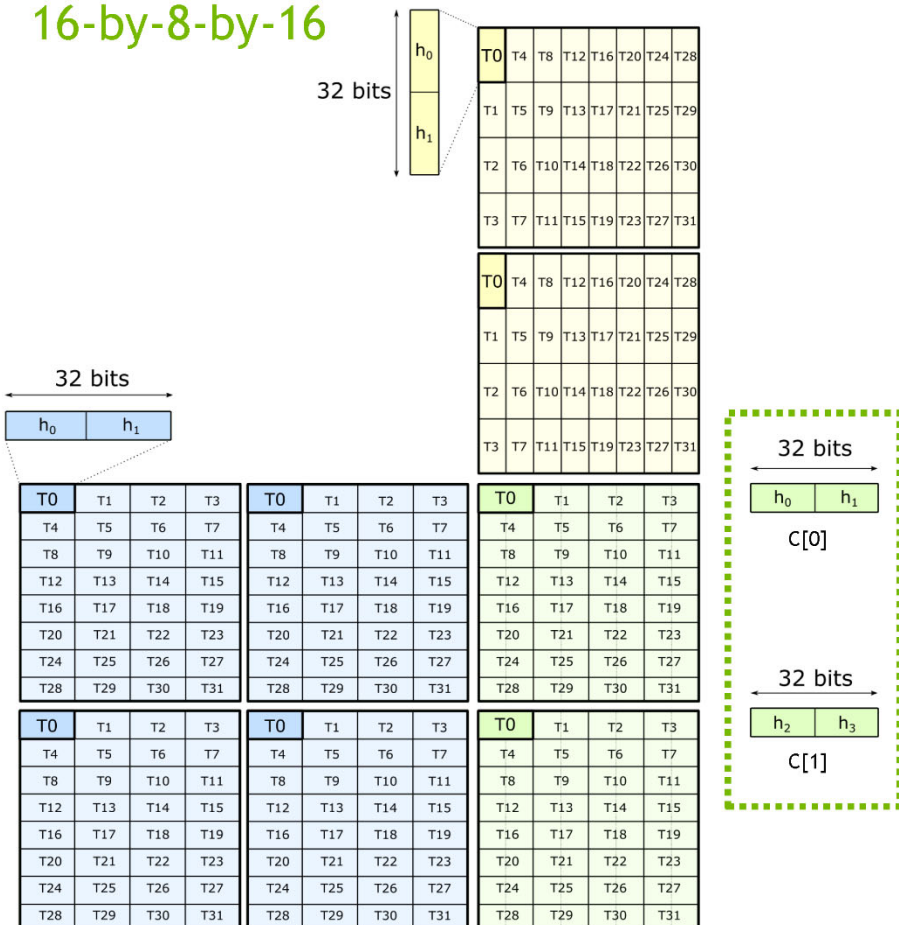 16-by-8-by-16
32 bits
h₀
h₁
T0 T4 T8 T12 T16 T20 T24 T28
T1 T5 T9 T13 T17 T21 T25 T29
T2 T6 T10 T14 T18 T22 T26 T30
T3 T7 T11 T15 T19 T23 T27 T31
T0 T4 T8 T12 T16 T20 T24 T28
T1 T5 T9 T13 T17 T21 T25 T29
T2 T6 T10 T14 T18 T22 T26 T30
T3 T7 T11 T15 T19 T23 T27 T31
32 bits
h₀ h₁
T0 T1 T2 T3 T0 T1 T2 T3 T0 T1 T2 T3
T4 T5 T6 T7 T4 T5 T6 T7 T4 T5 T6 T7
T8 T9 T10 T11 T8 T9 T10 T11 T8 T9 T10 T11
T12 T13 T14 T15 T12 T13 T14 T15 T12 T13 T14 T15
T16 T17 T18 T19 T16 T17 T18 T19 T16 T17 T18 T19
T20 T21 T22 T23 T20 T21 T22 T23 T20 T21 T22 T23
T24 T25 T26 T27 T24 T25 T26 T27 T24 T25 T26 T27
T28 T29 T30 T31 T28 T29 T30 T31 T28 T29 T30 T31
T0 T1 T2 T3 T0 T1 T2 T3 T0 T1 T2 T3
T4 T5 T6 T7 T4 T5 T6 T7 T4 T5 T6 T7
T8 T9 T10 T11 T8 T9 T10 T11 T8 T9 T10 T11
T12 T13 T14 T15 T12 T13 T14 T15 T12 T13 T14 T15
T16 T17 T18 T19 T16 T17 T18 T19 T16 T17 T18 T19
T20 T21 T22 T23 T20 T21 T22 T23 T20 T21 T22 T23
T24 T25 T26 T27 T24 T25 T26 T27 T24 T25 T26 T27
T28 T29 T30 T31 T28 T29 T30 T31 T28 T29 T30 T31
32 bits
h₀ h₁
C[0]
32 bits
h₂ h₃
C[1]